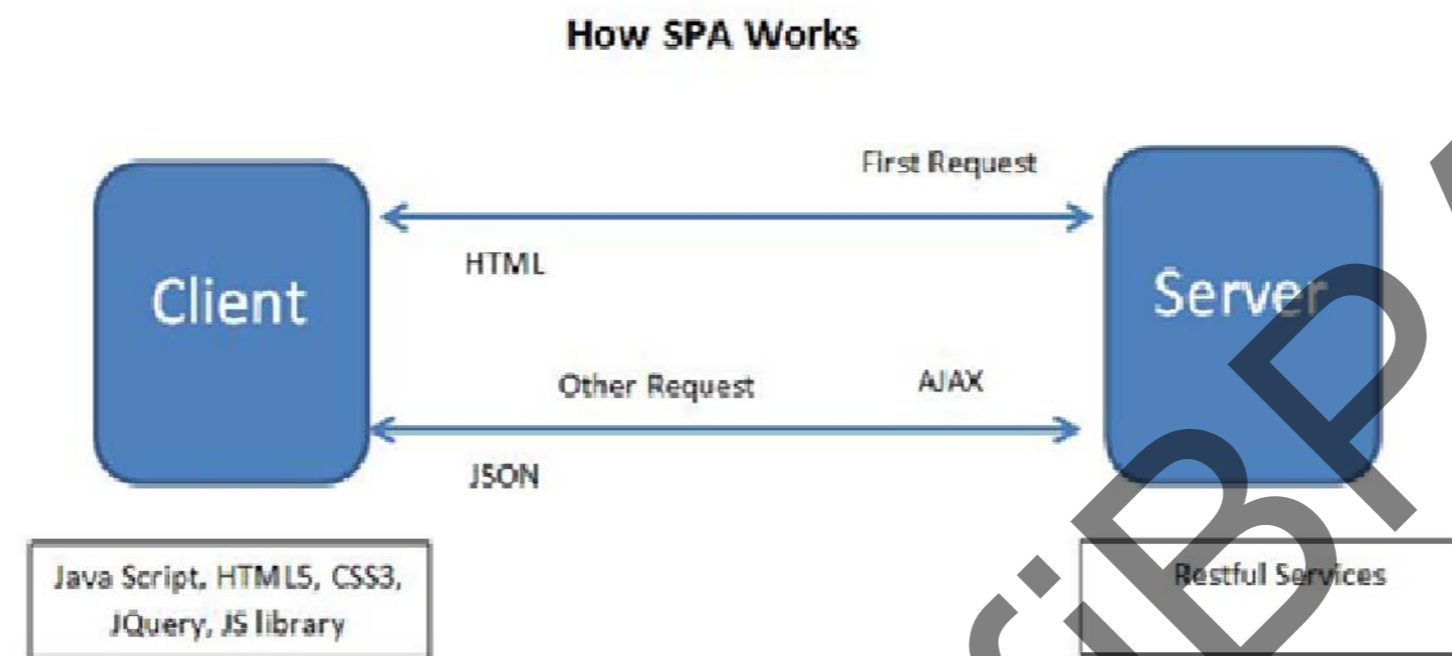 How SPA Works
First Request
HTML
Client
Server
Other Request
AJAX
JSON
Java Script, HTML5, CSS3,
JQuery, JS library
Restful Services